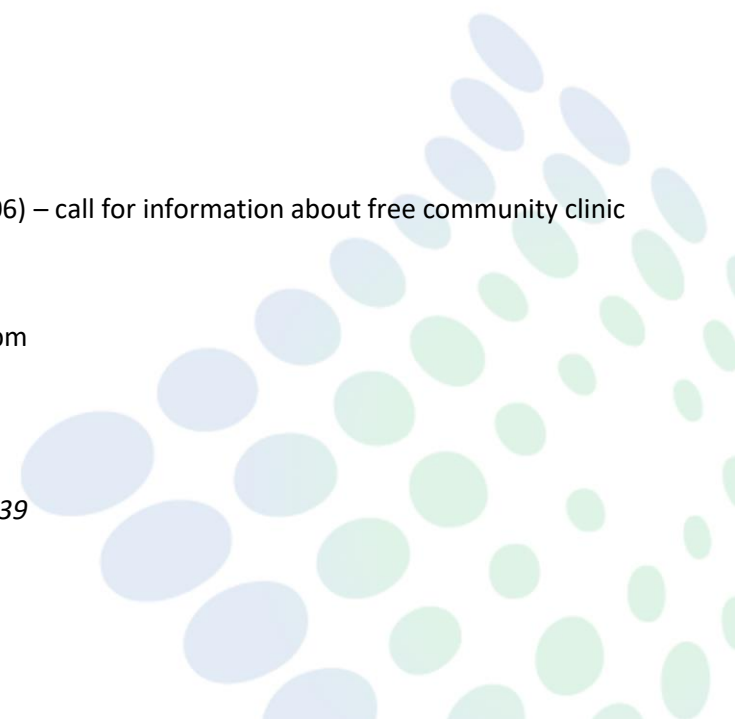 06) – call for information about free community clinic
om
39